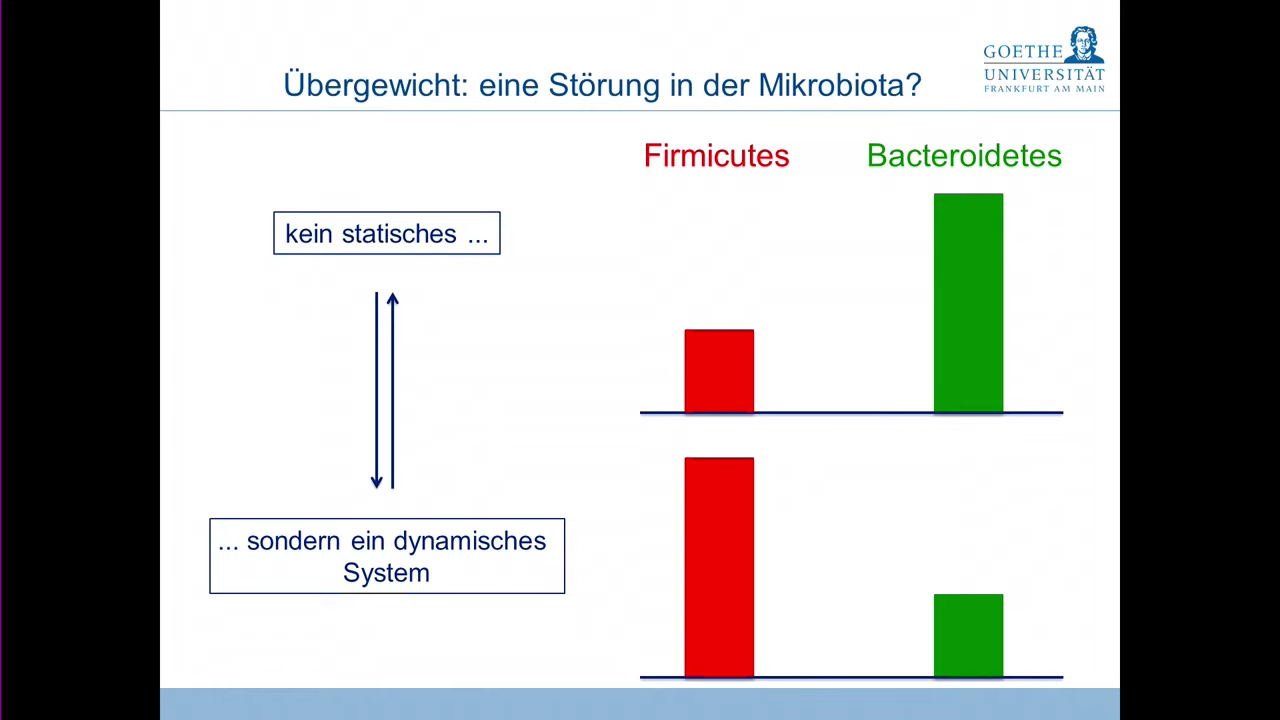 Übergewicht: eine Störung in der Mikrobiota?
GOETHE
UNIVERSITÄT
FRANKFURT AM MAIN
Firmicutes
Bacteroidetes
kein statisches ...
... sondern ein dynamisches
System